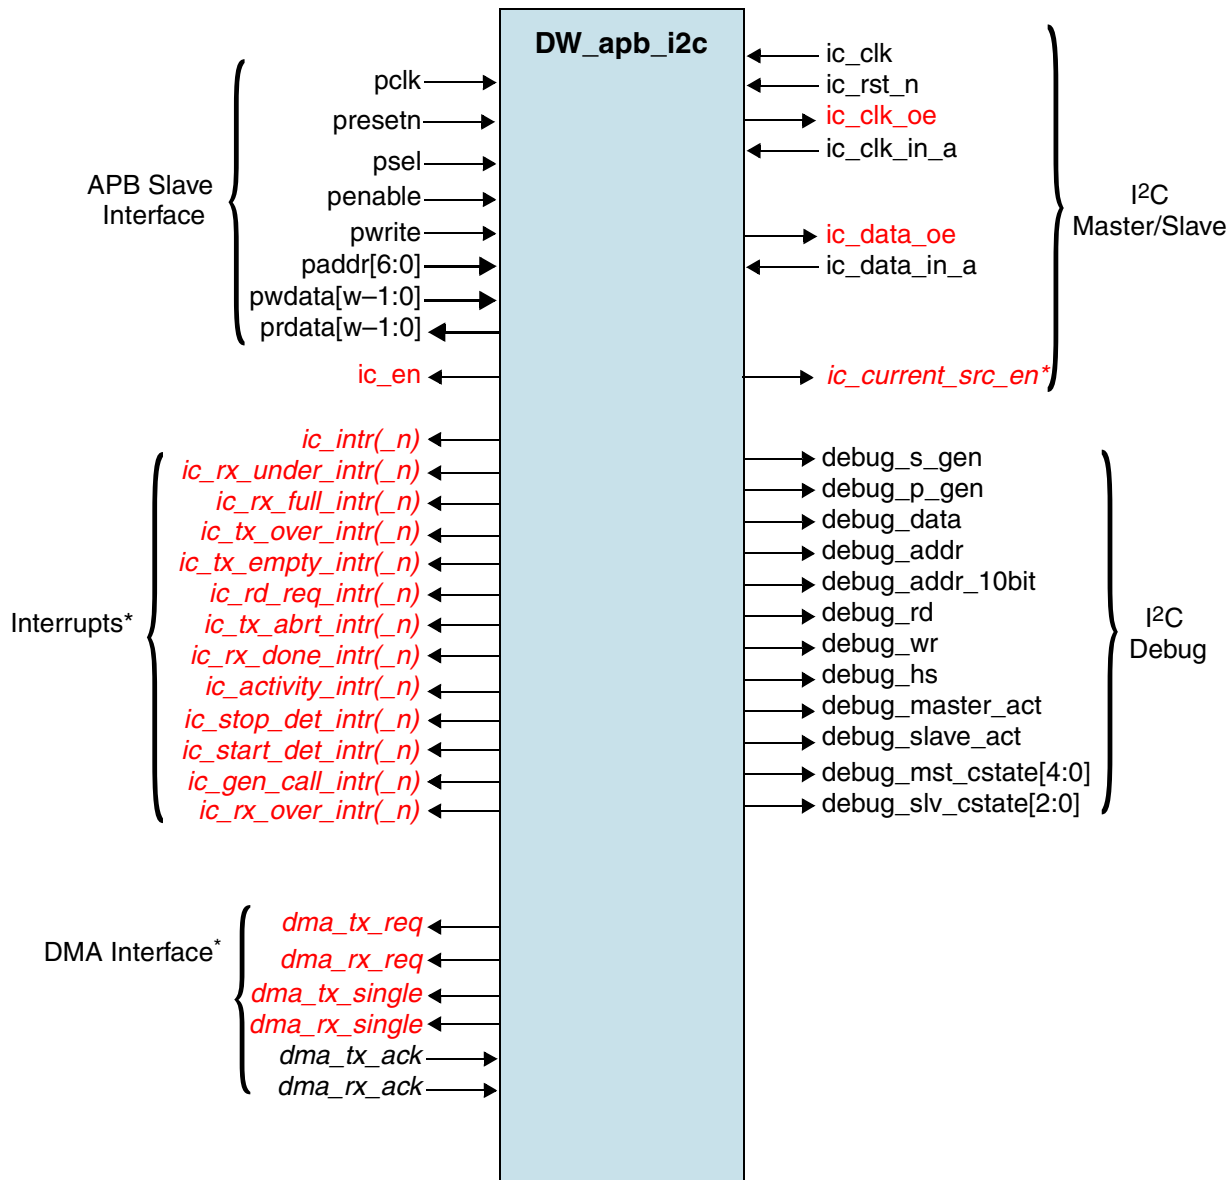 DW_apb_i2c
APB Slave
Interface
pclk
presetn
psel
penable
pwrite
paddr[6:0]
pwdata[w–1:0]
prdata[w–1:0]
ic_en
Interrupts*
ic_intr(_n)
ic_rx_under_intr(_n)
ic_rx_full_intr(_n)
ic_tx_over_intr(_n)
ic_tx_empty_intr(_n)
ic_rd_req_intr(_n)
ic_tx_abrt_intr(_n)
ic_rx_done_intr(_n)
ic_activity_intr(_n)
ic_stop_det_intr(_n)
ic_start_det_intr(_n)
ic_gen_call_intr(_n)
ic_rx_over_intr(_n)
DMA Interface*
dma_tx_req
dma_rx_req
dma_tx_single
dma_rx_single
dma_tx_ack
dma_rx_ack
ic_clk
ic_rst_n
ic_clk_oe
ic_clk_in_a
ic_data_oe
ic_data_in_a
ic_current_src_en*
I2C
Master/Slave
debug_s_gen
debug_p_gen
debug_data
debug_addr
debug_addr_10bit
debug_rd
debug_wr
debug_hs
debug_master_act
debug_slave_act
debug_mst_cstate[4:0]
debug_slv_cstate[2:0]
I2C
Debug